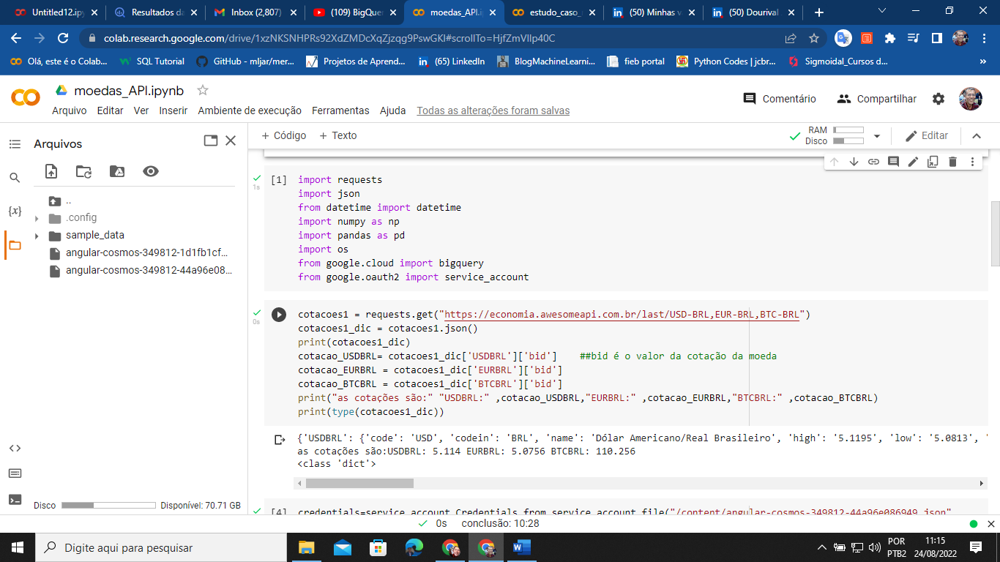 Untitled12.ipy
Resultados da
Inbox (2,807)
(109) BigQuer
moedas_API.i
estudo_caso_
(50) Minhas v
(50) Dourival
colab.research.google.com/drive/1xzNKSNHPRs92XdZMDcXqZjzqg9PswGKl#scrollTo=HjfZmVIlp40C
Olá, este é o Colab...
SQL Tutorial
GitHub - mljar/mer...
Projetos de Aprend...
(65) LinkedIn
BlogMachineLearni...
fieb portal
Python Codes | jcbr...
Sigmoidal_Cursos d...
»
moedas_API.ipynb
Comentário
Compartilhar
Arquivo Editar Ver Inserir Ambiente de execução Ferramentas Ajuda Todas as alterações foram salvas
Arquivos
..
.config
sample_data
angular-cosmos-349812-1d1fb1cf...
angular-cosmos-349812-44a96e08...
Disco Disponível: 70.71 GB
+ Código + Texto
RAM
Disco
Editar
[1] import requests
1s
import json
from datetime import datetime
import numpy as np
import pandas as pd
import os
from google.cloud import bigquery
from google.oauth2 import service_account
cotacoes1 = requests.get("https://economia.awesomeapi.com.br/last/USD-BRL,EUR-BRL,BTC-BRL")
0s
cotacoes1_dic = cotacoes1.json()
print(cotacoes1_dic)
cotacao_USDBRL= cotacoes1_dic['USDBRL']['bid'] ##bid é o valor da cotação da moeda
cotacao_EURBRL = cotacoes1_dic['EURBRL']['bid']
cotacao_BTCBRL = cotacoes1_dic['BTCBRL']['bid']
print("as cotações são:" "USDBRL:" ,cotacao_USDBRL,"EURBRL:" ,cotacao_EURBRL,"BTCBRL:" ,cotacao_BTCBRL)
print(type(cotacoes1_dic))
{'USDBRL': {'code': 'USD', 'codein': 'BRL', 'name': 'Dólar Americano/Real Brasileiro', 'high': '5.1195', 'low': '5.0813', '
as cotações são:USDBRL: 5.114 EURBRL: 5.0756 BTCBRL: 110.256
<class 'dict'>
[4] credentials=service_account.Credentials.from_service_account_file("/content/angular-cosmos-349812-44a96e086949.json"
0s conclusão: 10:28
Digite aqui para pesquisar
POR
PTB2
11:15
24/08/2022